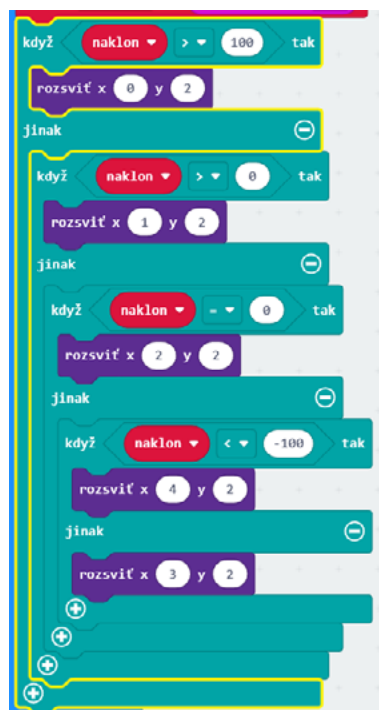 když naklon > 100 tak
rozsviť x 0 y 2
jinak
když naklon > 0 tak
rozsviť x 1 y 2
jinak
když naklon = 0 tak
rozsviť x 2 y 2
jinak
když naklon < -100 tak
rozsviť x 4 y 2
jinak
rozsviť x 3 y 2